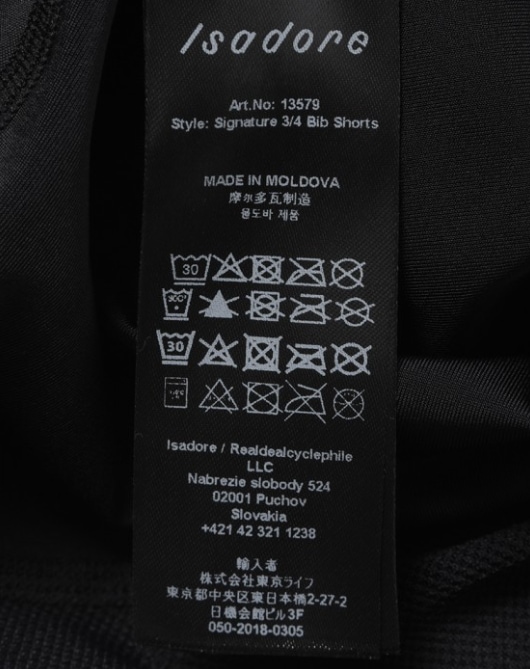 Isadore
Art.No: 13579
Style: Signature 3/4 Bib Shorts
MADE IN MOLDOVA
摩尔多瓦制造
몰도바 제품
30
30C°
30
Isadore / Realdealcyclephile
LLC
Nabrezie slobody 524
02001 Puchov
Slovakia
+421 42 321 1238
輸入者
株式会社東京ライフ
東京都中央区東日本橋2-27-2
日機会館ビル3F
050-2018-0305